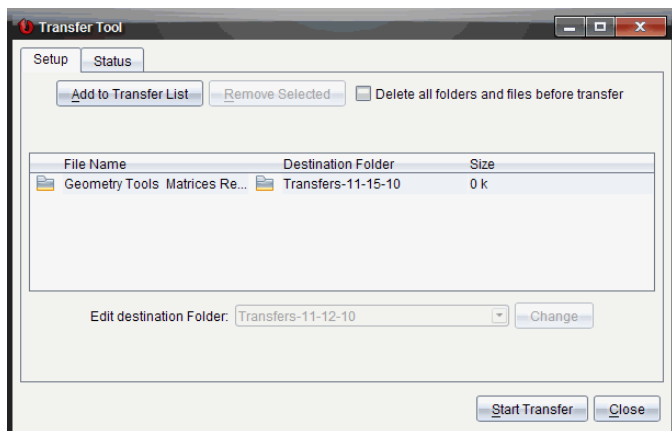 Transfer Tool
Setup Status
Add to Transfer List Remove Selected Delete all folders and files before transfer
File Name Destination Folder Size
Geometry Tools Matrices Re... Transfers-11-15-10 0 k
Edit destination Folder: Transfers-11-12-10 Change
Start Transfer Close